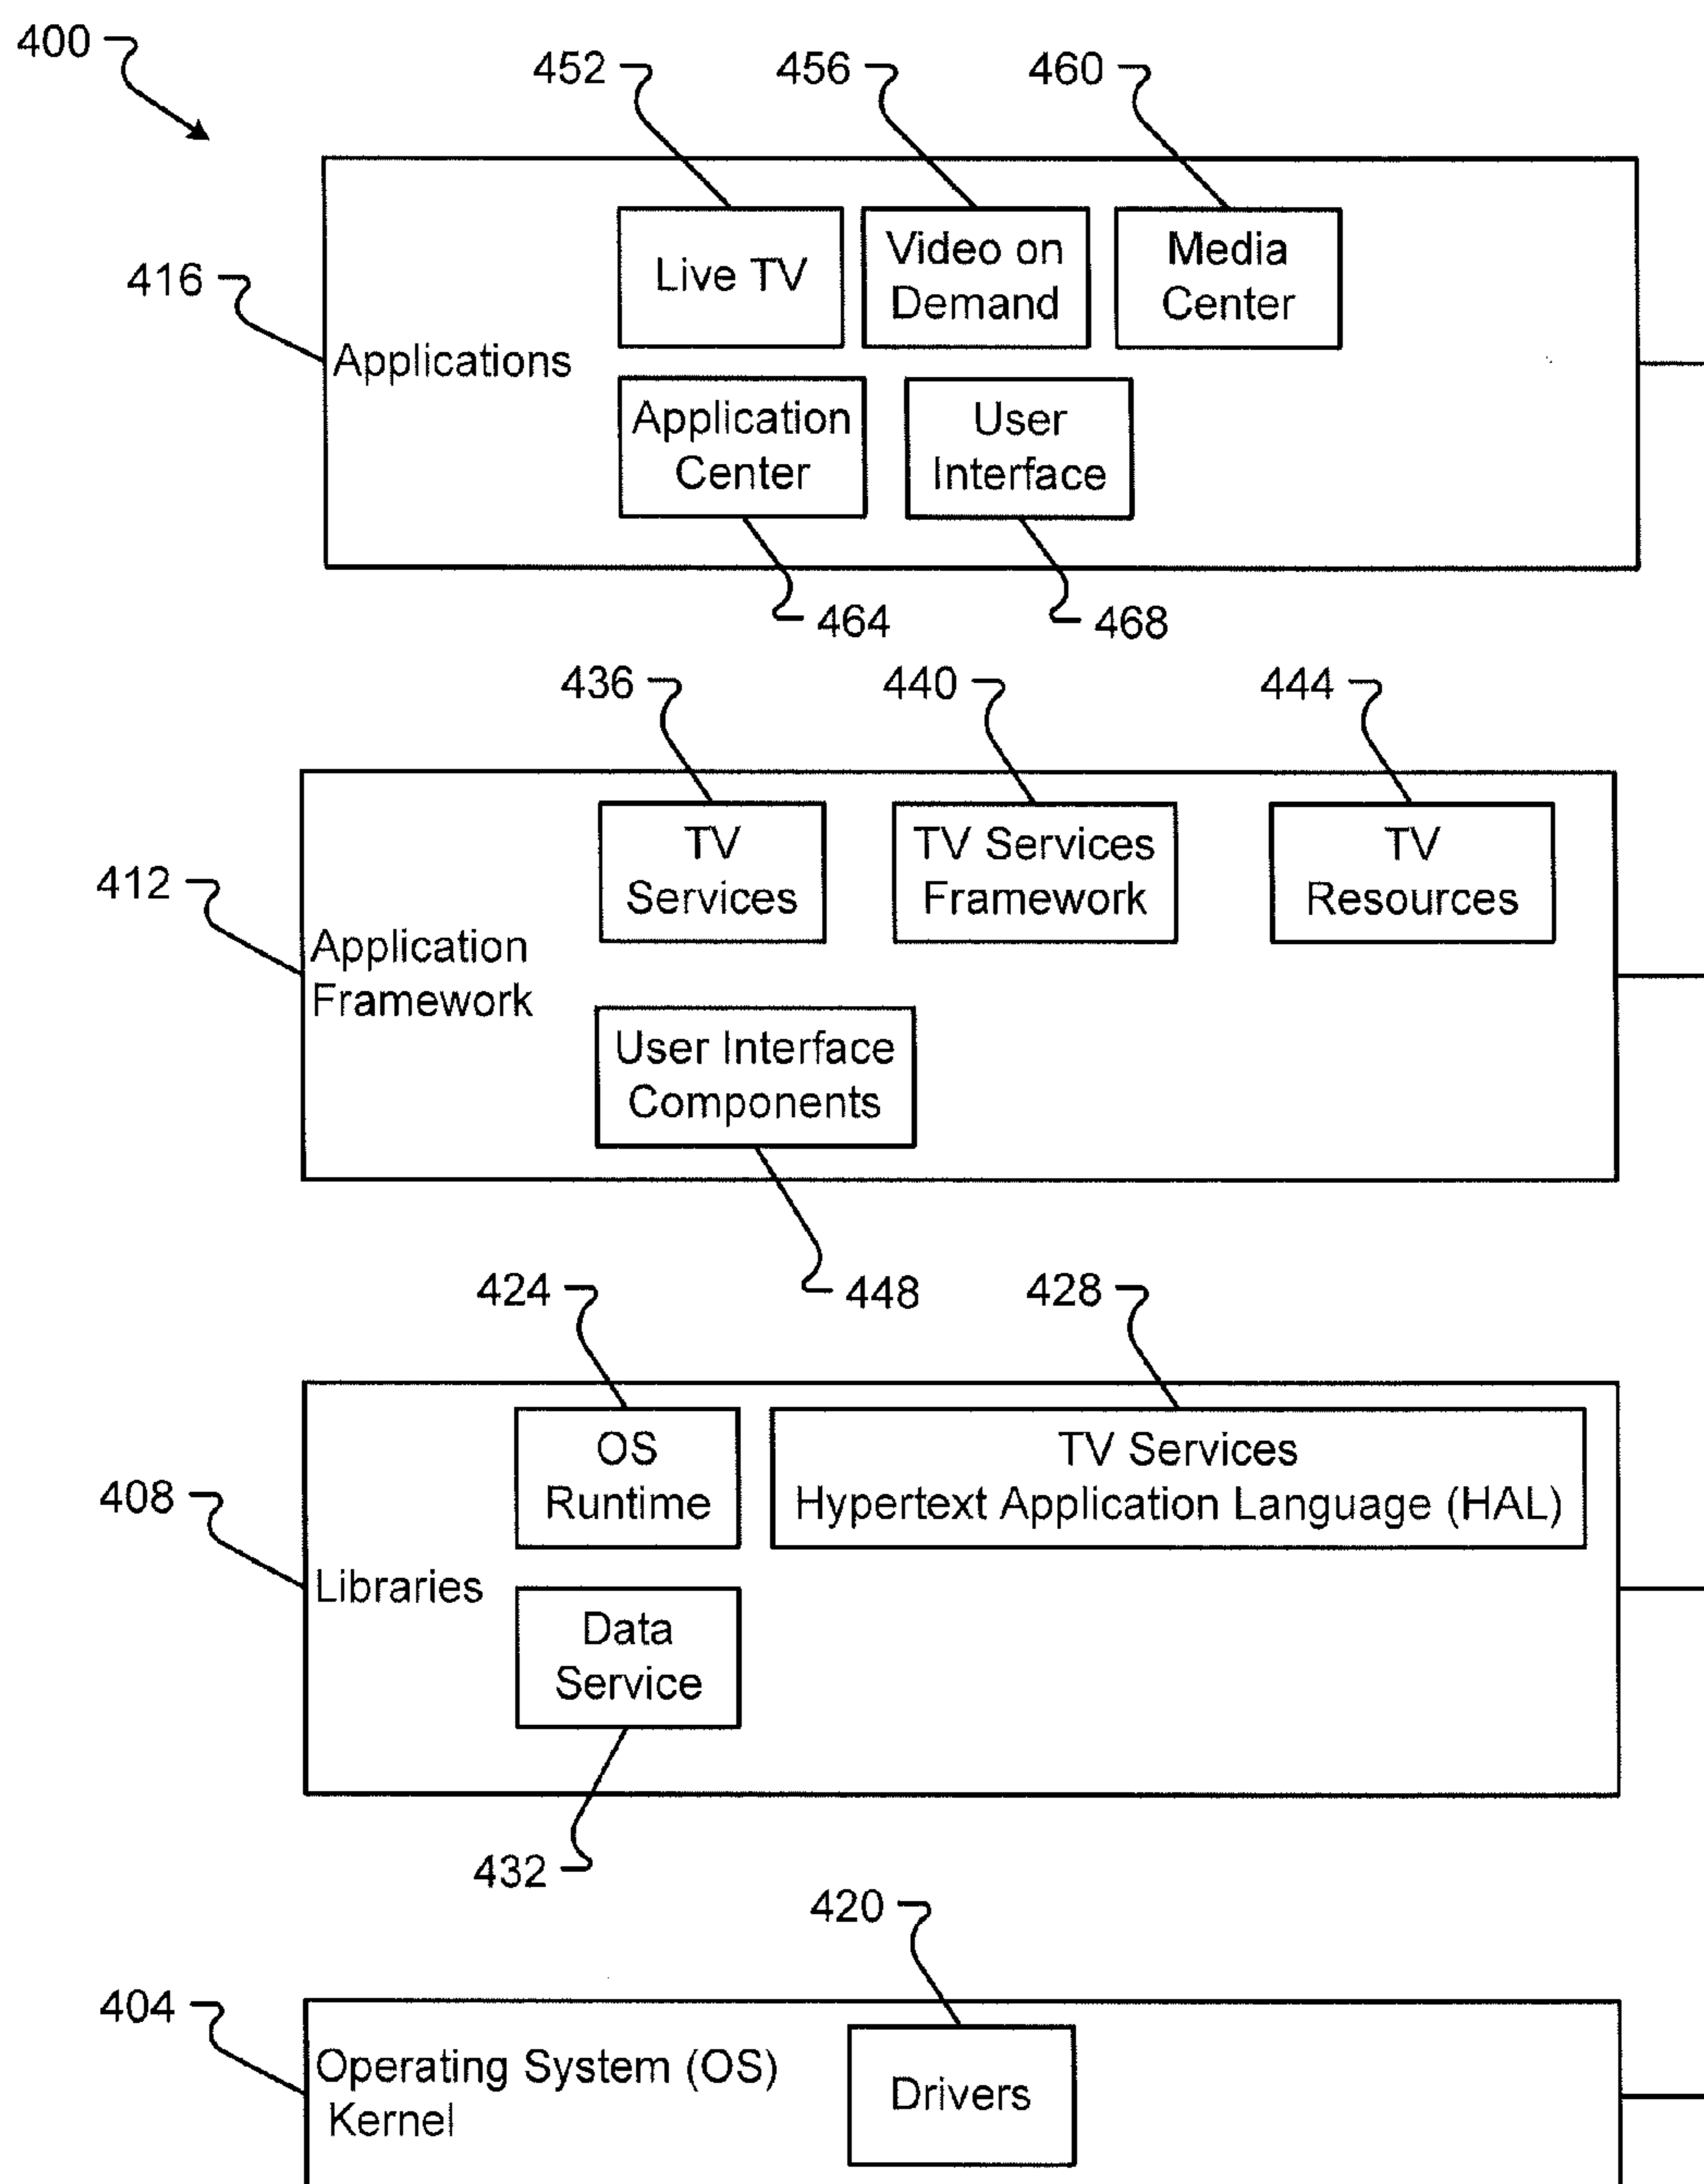 400
452
456
460
416
Applications
Live TV
Video on
Demand
Media
Center
Application
Center
User
Interface
464
468
436
440
444
412
Application
Framework
TV
Services
TV Services
Framework
TV
Resources
User Interface
Components
448
424
428
408
Libraries
OS
Runtime
TV Services
Hypertext Application Language (HAL)
Data
Service
432
420
404
Operating System (OS)
Kernel
Drivers